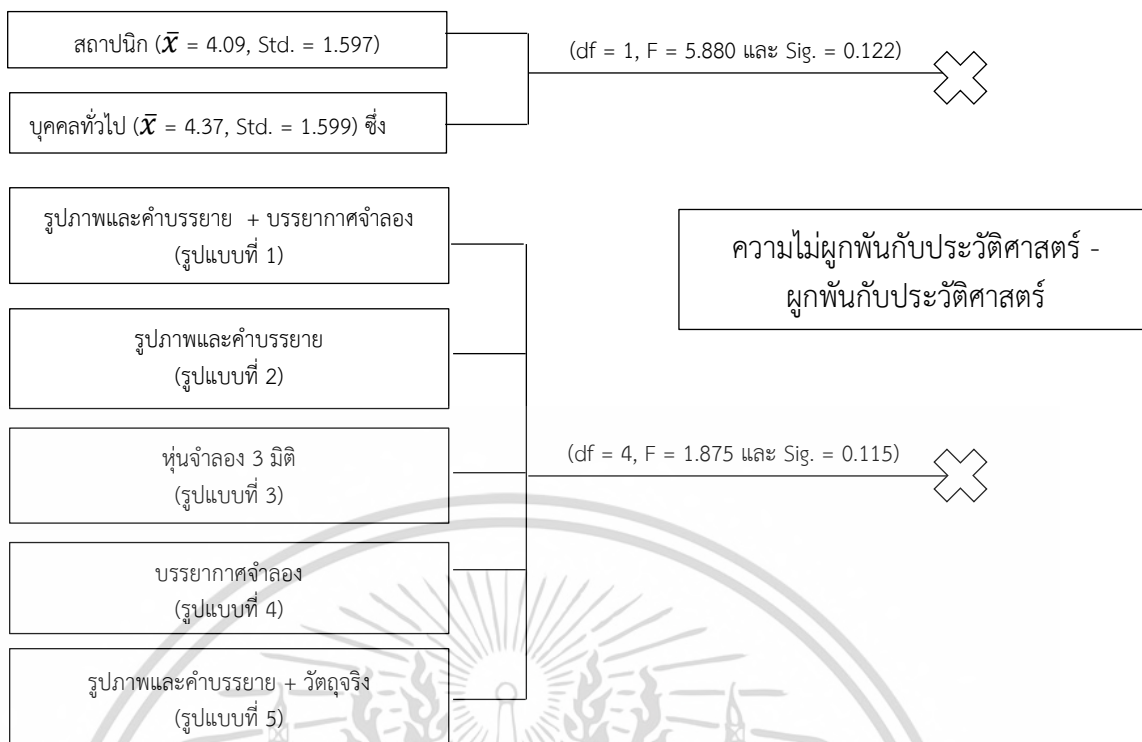 สถาปนิก (x̄ = 4.09, Std. = 1.597)
(df = 1, F = 5.880 และ Sig. = 0.122)
บุคคลทั่วไป (x̄ = 4.37, Std. = 1.599) ซึ่ง
รูปภาพและคำบรรยาย + บรรยากาศจำลอง
(รูปแบบที่ 1)
ความไม่ผูกพันกับประวัติศาสตร์ -
ผูกพันกับประวัติศาสตร์
รูปภาพและคำบรรยาย
(รูปแบบที่ 2)
หุ่นจำลอง 3 มิติ
(รูปแบบที่ 3)
(df = 4, F = 1.875 และ Sig. = 0.115)
บรรยากาศจำลอง
(รูปแบบที่ 4)
รูปภาพและคำบรรยาย + วัตถุจริง
(รูปแบบที่ 5)